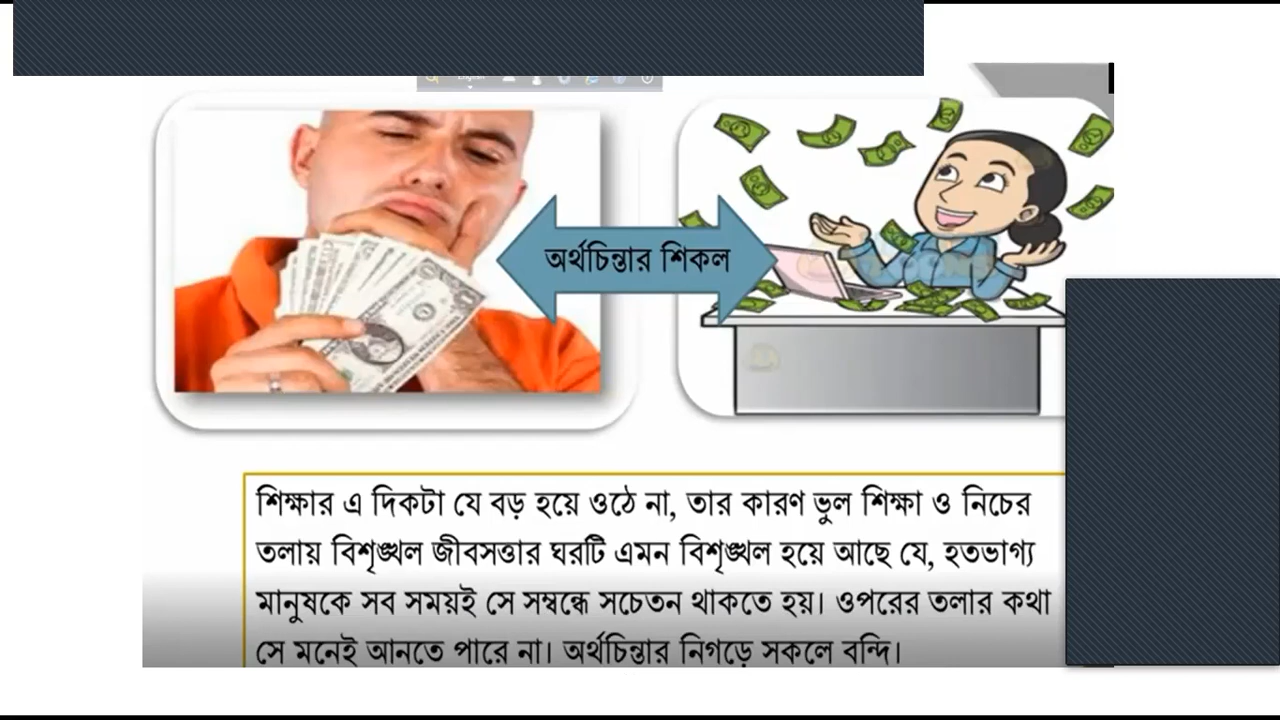 অর্থচিন্তার শিকল
শিক্ষার এ দিকটা যে বড় হয়ে ওঠে না, তার কারণ ভুল শিক্ষা ও নিচের
তলায় বিশৃঙ্খল জীবসত্তার ঘরটি এমন বিশৃঙ্খল হয়ে আছে যে, হতভাগ্য
মানুষকে সব সময়ই সে সম্বন্ধে সচেতন থাকতে হয়। ওপরের তলার কথা
সে মনেই আনতে পারে না। অর্থচিন্তার নিগড়ে সকলে বন্দি।